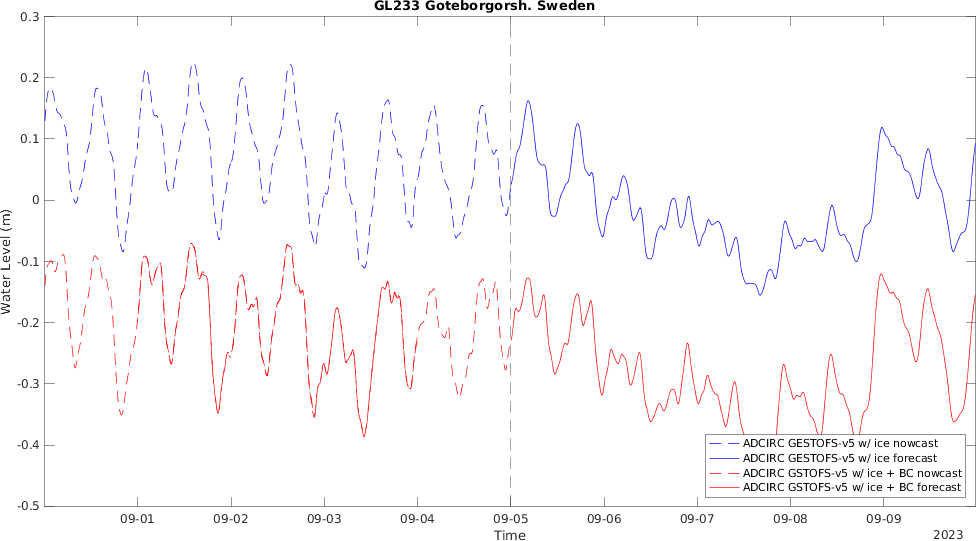 GL233 Goteborgorsh. Sweden
0.3
0.2
0.1
0
-0.1
-0.2
-0.3
-0.4
-0.5
Water Level (m)
ADCIRC GESTOFS-v5 w/ ice nowcast
ADCIRC GESTOFS-v5 w/ ice forecast
ADCIRC GSTOFS-v5 w/ ice + BC nowcast
ADCIRC GSTOFS-v5 w/ ice + BC forecast
09-01 09-02 09-03 09-04 09-05 09-06 09-07 09-08 09-09
Time
2023